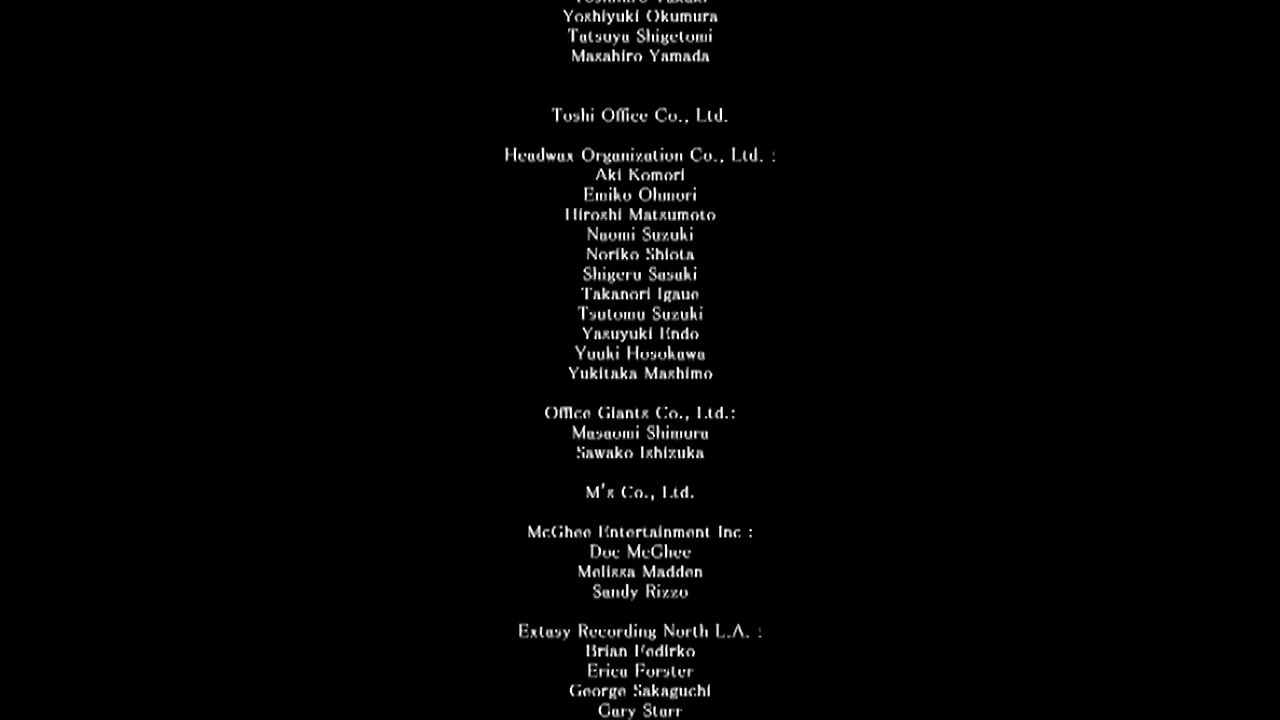 Yoshiyuki Okumura
Tatsuya Shigetomi
Masahiro Yamada
Toshi Office Co., Ltd.
Headwax Organization Co., Ltd. :
Aki Komori
Emiko Ohmori
Hiroshi Matsumoto
Naomi Suzuki
Noriko Shiota
Shigeru Sasaki
Takanori Igaue
Tsutomu Suzuki
Yasuyuki Endo
Yuuki Hosokawa
Yukitaka Mashimo
Office Giants Co., Ltd.:
Masaomi Shimura
Sawako Ishizuka
M's Co., Ltd.
McGhee Entertainment Inc :
Doc McGhee
Melissa Madden
Sandy Rizzo
Extasy Recording North L.A. :
Brian Fedirko
Erica Forster
George Sakaguchi
Gary Starr